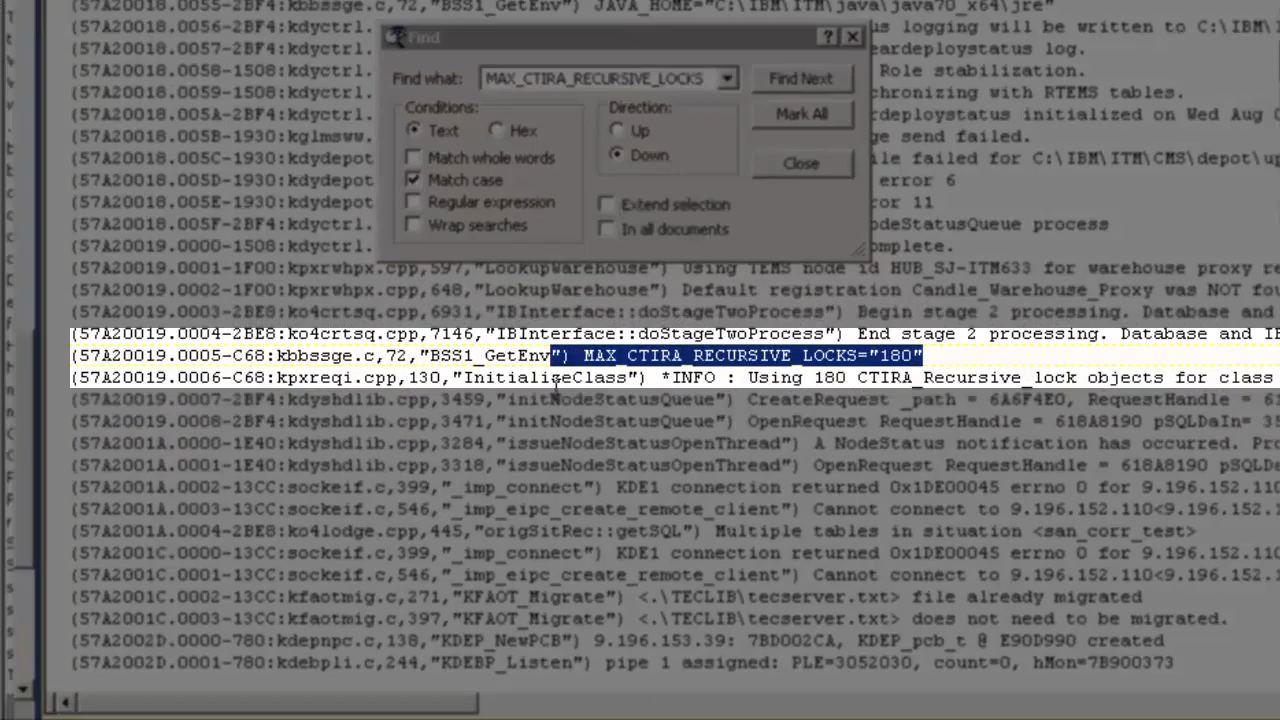 (57A20018.0055-2BF4:kbbssge.c,72,"BSS1_GetEnv") JAVA_HOME="C:\IBM\ITM\java\java70_x64\jre"
(57A20018.0056-2BF4:kdyctrl. us logging will be written to C:\IBM\I
(57A20018.0057-2BF4:kdyctrl. eardeploystatus log.
(57A20018.0058-1508:kdyctrl. Role stabilization.
(57A20018.0059-1508:kdyctrl. chronizing with RTEMS tables.
(57A20018.005A-2BF4:kdyctrl. eardeploystatus initialized on Wed Aug 0
(57A20018.005B-1930:kglmsww. ge send failed.
(57A20018.005C-1930:kdydepot ile failed for C:\IBM\ITM\CMS\depot\up
(57A20018.005D-1930:kdydepot error 6
(57A20018.005E-1930:kdydepot error 11
(57A20018.005F-2BF4:kdyctrl. odeStatusQueue process
(57A20019.0000-1508:kdyctrl. omplete.
Find
Find what: MAX_CTIRA_RECURSIVE_LOCKS Find Next
Conditions: Direction: Mark All
Text Hex Up
Match whole words Down Close
Match case
Regular expression Extend selection
Wrap searches In all documents
(57A20019.0001-1F00:kpxrwhpx.cpp,597,"LookupWarehouse") Using TEMS node id HUB_SJ-ITM633 for warehouse proxy re
(57A20019.0002-1F00:kpxrwhpx.cpp,648,"LookupWarehouse") Default registration Candle_Warehouse_Proxy was NOT fou
(57A20019.0003-2BE8:ko4crtsq.cpp,6931,"IBInterface::doStageTwoProcess") Begin stage 2 processing. Database and
(57A20019.0004-2BE8:ko4crtsq.cpp,7146,"IBInterface::doStageTwoProcess") End stage 2 processing. Database and IB
(57A20019.0005-C68:kbbssge.c,72,"BSS1_GetEnv") MAX_CTIRA_RECURSIVE_LOCKS="180"
(57A20019.0006-C68:kpxreqi.cpp,130,"InitialiseClass") *INFO : Using 180 CTIRA_Recursive_lock objects for class
(57A20019.0007-2BF4:kdyshdlib.cpp,3459,"initNodeStatusQueue") CreateRequest _path = 6A6F4E0, RequestHandle = 61
(57A20019.0008-2BF4:kdyshdlib.cpp,3471,"initNodeStatusQueue") OpenRequest RequestHandle = 618A8190 pSQLDaIn= 35
(57A2001A.0000-1E40:kdyshdlib.cpp,3284,"issueNodeStatusOpenThread") A NodeStatus notification has occurred. Pro
(57A2001A.0001-1E40:kdyshdlib.cpp,3318,"issueNodeStatusOpenThread") OpenRequest RequestHandle = 618A8190 pSQLDa
(57A2001A.0002-13CC:sockeif.c,399,"_imp_connect") KDE1 connection returned 0x1DE00045 errno 0 for 9.196.152.110
(57A2001A.0003-13CC:sockeif.c,546,"_imp_eipc_create_remote_client") Cannot connect to 9.196.152.110<9.196.152.1
(57A2001A.0004-2BE8:ko4lodge.cpp,445,"origSitRec::getSQL") Multiple tables in situation <san_corr_test>
(57A2001C.0000-13CC:sockeif.c,399,"_imp_connect") KDE1 connection returned 0x1DE00045 errno 0 for 9.196.152.110
(57A2001C.0001-13CC:sockeif.c,546,"_imp_eipc_create_remote_client") Cannot connect to 9.196.152.110<9.196.152.1
(57A2001C.0002-13CC:kfaotmig.c,271,"KFAOT_Migrate") <.\TECLIB\tecserver.txt> file already migrated
(57A2001C.0003-13CC:kfaotmig.c,397,"KFAOT_Migrate") <.\TECLIB\tecserver.txt> does not need to be migrated.
(57A2002D.0000-780:kdepnpc.c,138,"KDEP_NewPCB") 9.196.153.39: 7BD002CA, KDEP_pcb_t @ E90D990 created
(57A2002D.0001-780:kdebpli.c,244,"KDEBP_Listen") pipe 1 assigned: PLE=3052030, count=0, hMon=7B900373